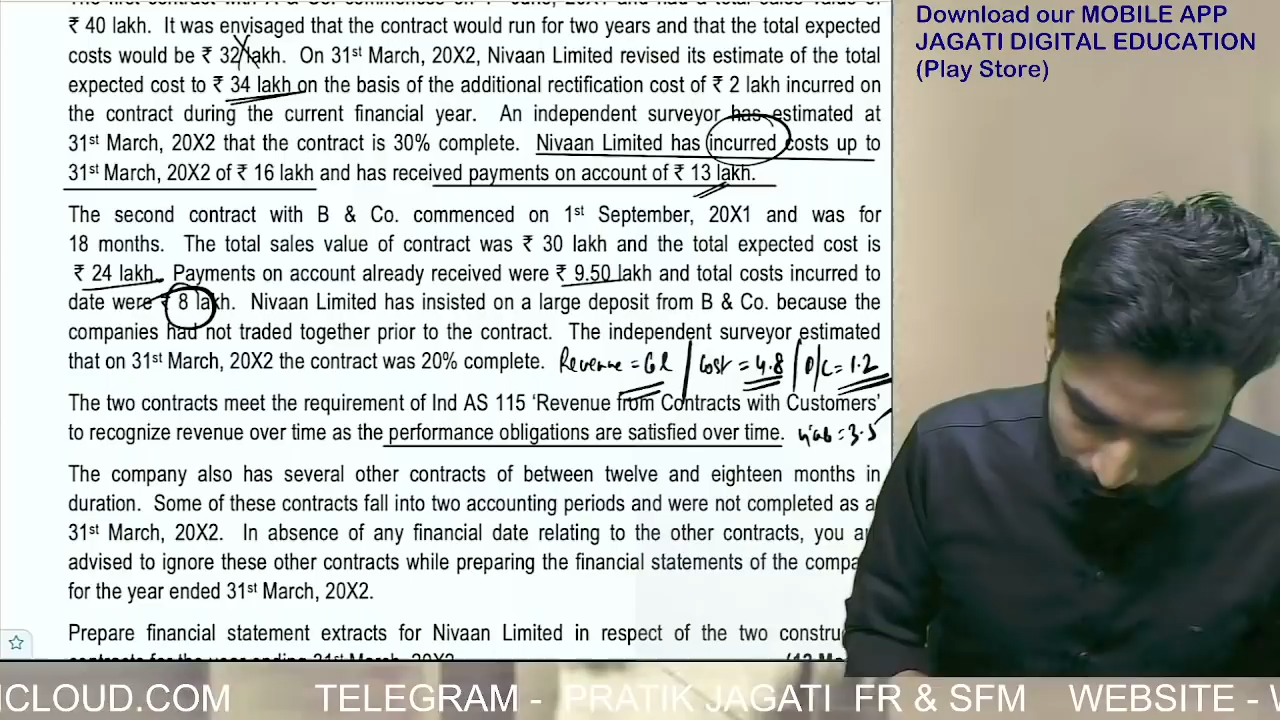 ₹ 40 lakh. It was envisaged that the contract would run for two years and that the total expected
costs would be ₹ 32 lakh. On 31st March, 20X2, Nivaan Limited revised its estimate of the total
expected cost to ₹ 34 lakh on the basis of the additional rectification cost of ₹ 2 lakh incurred on
the contract during the current financial year. An independent surveyor has estimated at
31st March, 20X2 that the contract is 30% complete. Nivaan Limited has incurred costs up to
31st March, 20X2 of ₹ 16 lakh and has received payments on account of ₹ 13 lakh.
The second contract with B & Co. commenced on 1st September, 20X1 and was for
18 months. The total sales value of contract was ₹ 30 lakh and the total expected cost is
₹ 24 lakh. Payments on account already received were ₹ 9.50 lakh and total costs incurred to
date were ₹ 8 lakh. Nivaan Limited has insisted on a large deposit from B & Co. because the
companies had not traded together prior to the contract. The independent surveyor estimated
that on 31st March, 20X2 the contract was 20% complete. Revenue = 6l / Cost = 4.8 / P/L = 1.2
The two contracts meet the requirement of Ind AS 115 ‘Revenue from Contracts with Customers’
to recognize revenue over time as the performance obligations are satisfied over time. = 3.5
The company also has several other contracts of between twelve and eighteen months in
duration. Some of these contracts fall into two accounting periods and were not completed as a
31st March, 20X2. In absence of any financial date relating to the other contracts, you a
advised to ignore these other contracts while preparing the financial statements of the compa
for the year ended 31st March, 20X2.
Prepare financial statement extracts for Nivaan Limited in respect of the two constru
Download our MOBILE APP
JAGATI DIGITAL EDUCATION
(Play Store)
ICLOUD.COM TELEGRAM - PRATIK JAGATI FR & SFM WEBSITE - W